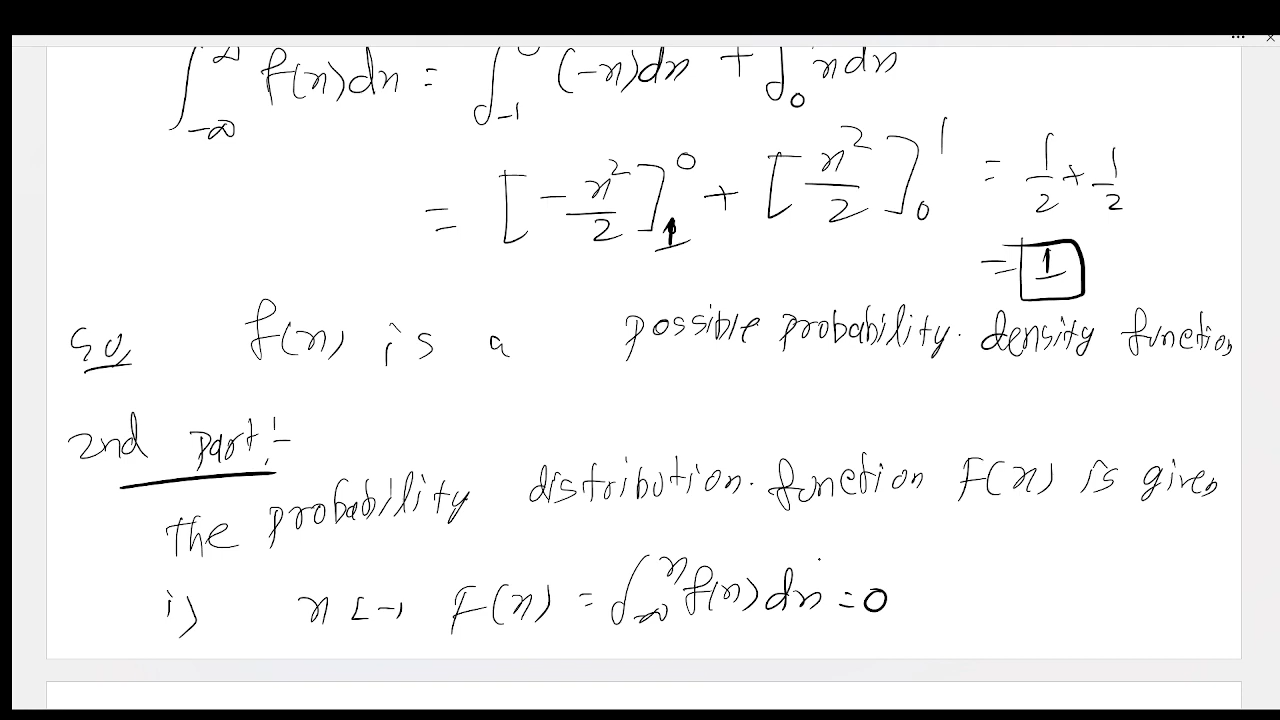 ∫_{-∞}^{∞} f(x)dx = ∫_{-1}^{0} (-x)dx + ∫_{0} x dx
= [-x²/2]_{-1}^{0} + [x²/2]_{0}^{1} = 1/2 + 1/2
= 1
So, f(x) is a possible probability density function
2nd part:-
the probability distribution function F(x) is given
i) x < -1 F(x) = ∫_{-∞}^{x} f(x) dx = 0